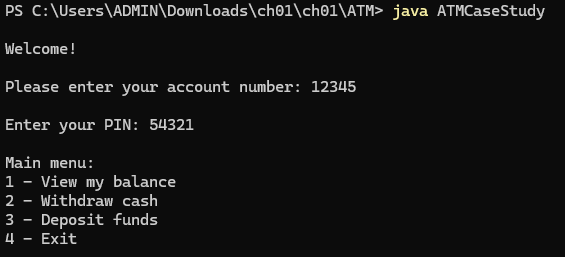 PS C:\Users\ADMIN\Downloads\ch01\ch01\ATM> java ATMCaseStudy
Welcome!
Please enter your account number: 12345
Enter your PIN: 54321
Main menu:
1 - View my balance
2 - Withdraw cash
3 - Deposit funds
4 - Exit